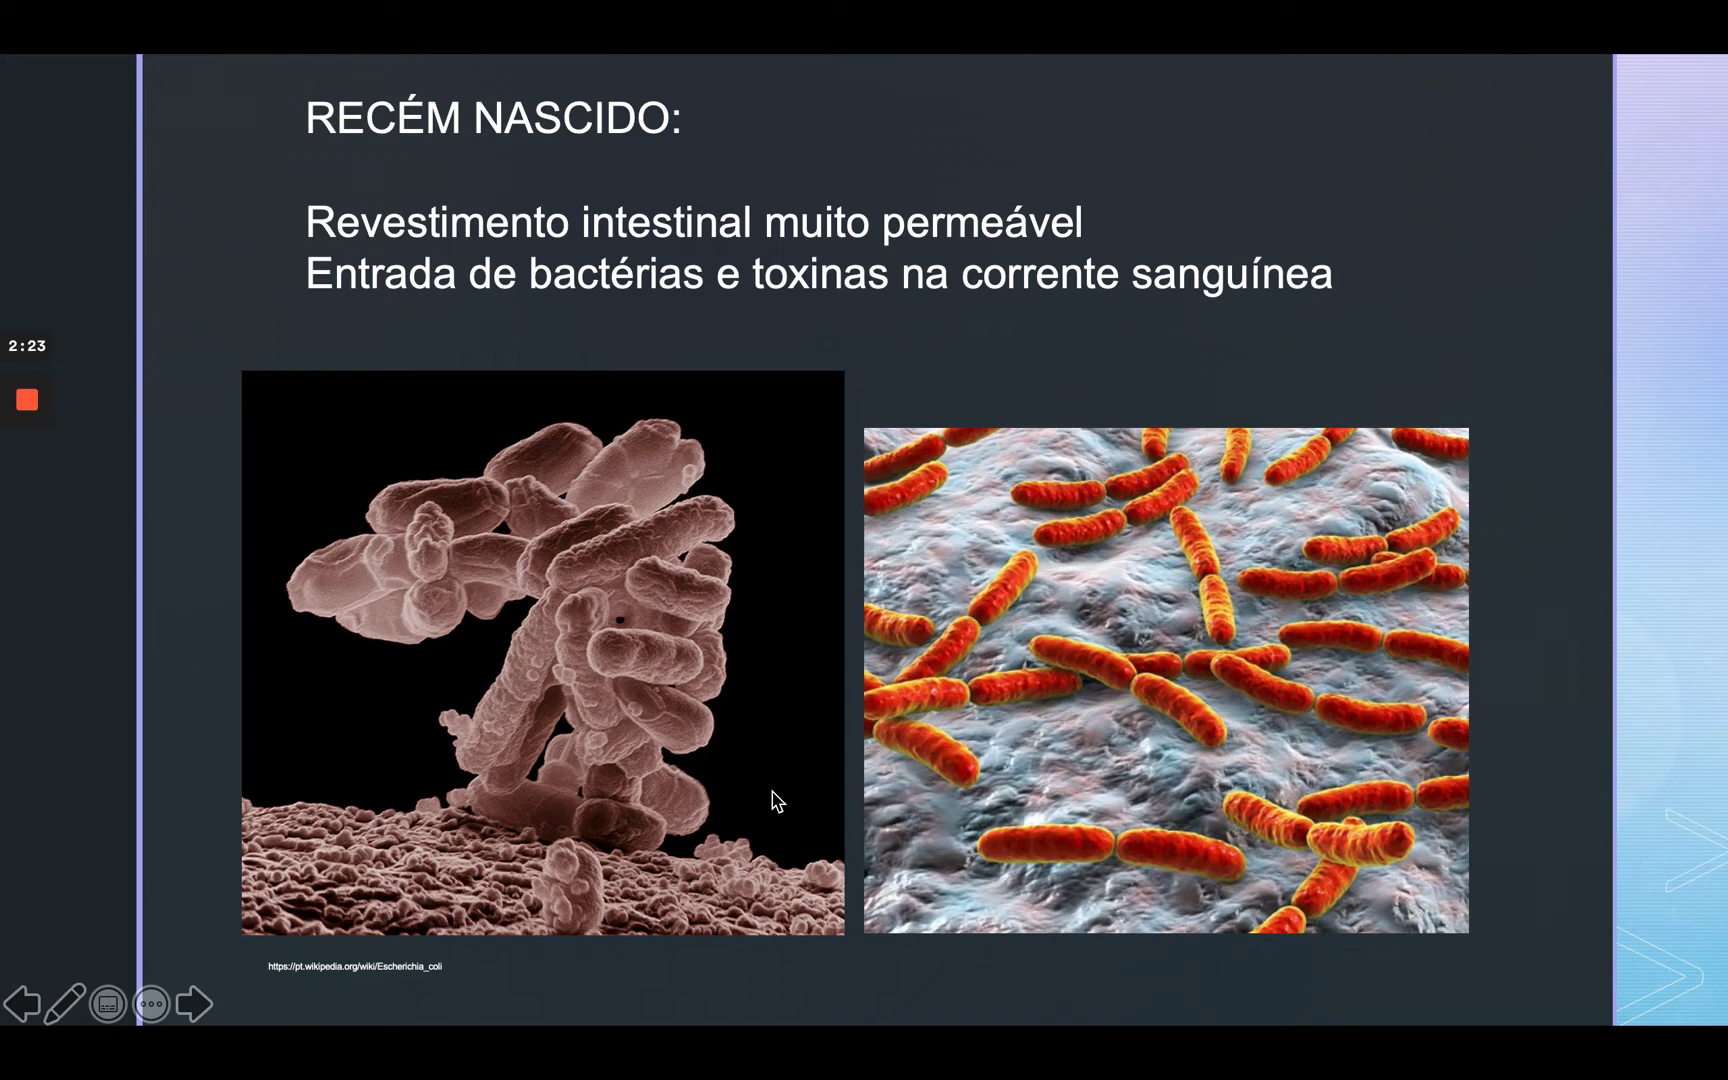 RECÉM NASCIDO:
Revestimento intestinal muito permeável
Entrada de bactérias e toxinas na corrente sanguínea
2:23
https://pt.wikipedia.org/wiki/Escherichia_coli